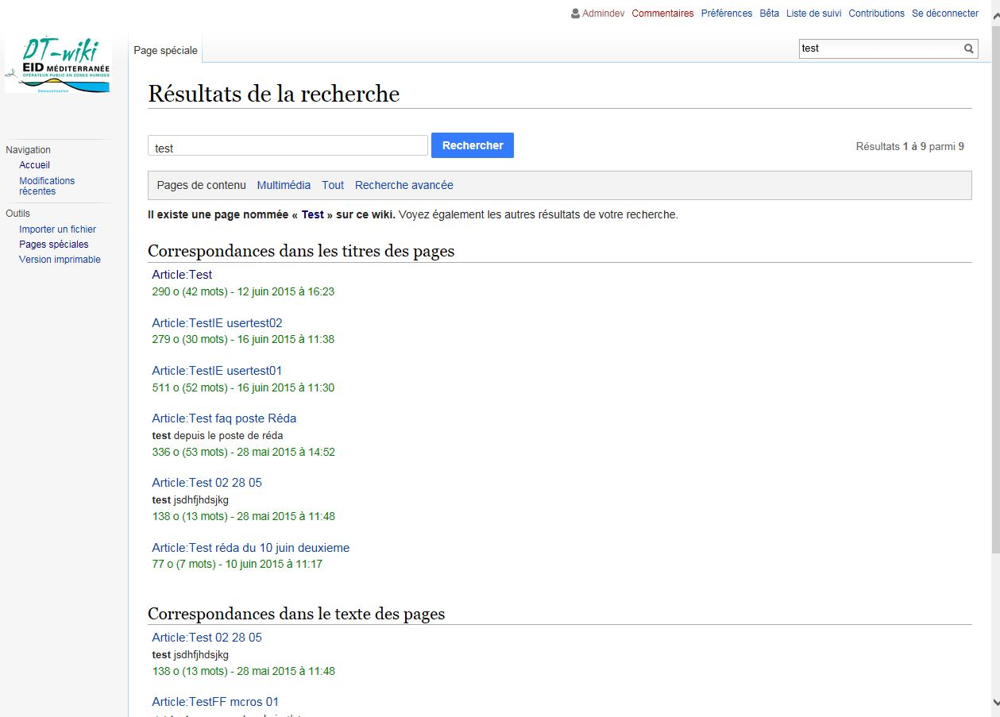 Admindev Commentaires Préférences Bêta Liste de suivi Contributions Se déconnecter
DT-wiki
EID MÉDITERRANÉE
OPÉRATEUR PUBLIC EN ZONES HUMIDES
Démoustication
Page spéciale
test
Résultats de la recherche
test Rechercher Résultats 1 à 9 parmi 9
Navigation
Accueil
Modifications
récentes
Outils
Importer un fichier
Pages spéciales
Version imprimable
Pages de contenu Multimédia Tout Recherche avancée
Il existe une page nommée « Test » sur ce wiki. Voyez également les autres résultats de votre recherche.
Correspondances dans les titres des pages
Article:Test
290 o (42 mots) - 12 juin 2015 à 16:23
Article:TestIE usertest02
279 o (30 mots) - 16 juin 2015 à 11:38
Article:TestIE usertest01
511 o (52 mots) - 16 juin 2015 à 11:30
Article:Test faq poste Réda
test depuis le poste de réda
336 o (53 mots) - 28 mai 2015 à 14:52
Article:Test 02 28 05
test jsdhfjhdsjkg
138 o (13 mots) - 28 mai 2015 à 11:48
Article:Test réda du 10 juin deuxieme
77 o (7 mots) - 10 juin 2015 à 11:17
Correspondances dans le texte des pages
Article:Test 02 28 05
test jsdhfjhdsjkg
138 o (13 mots) - 28 mai 2015 à 11:48
Article:TestFF mcros 01